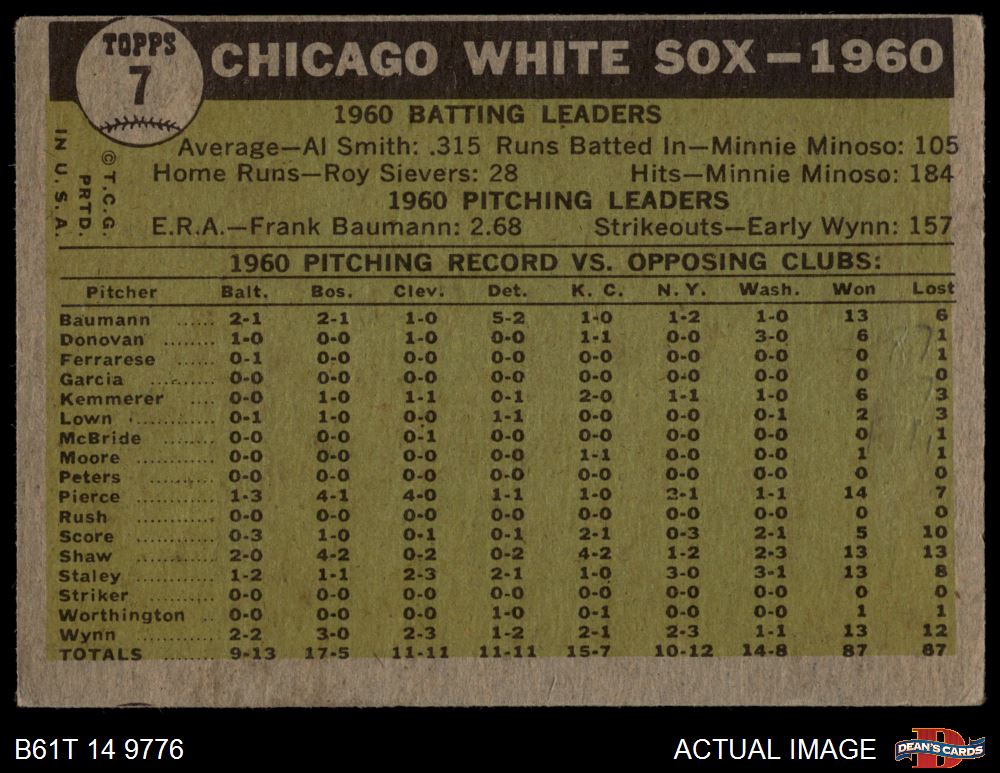 TOPPS
7
CHICAGO WHITE SOX—1960
© T.C.G.
PRTD.
IN U.S.A.
1960 BATTING LEADERS
Average—Al Smith: .315 Runs Batted In—Minnie Minoso: 105
Home Runs—Roy Sievers: 28 Hits—Minnie Minoso: 184
1960 PITCHING LEADERS
E.R.A.—Frank Baumann: 2.68 Strikeouts—Early Wynn: 157
1960 PITCHING RECORD VS. OPPOSING CLUBS:
Pitcher Balt. Bos. Clev. Det. K. C. N. Y. Wash. Won Lost
Baumann ...... 2-1 2-1 1-0 5-2 1-0 1-2 1-0 13 6
Donovan ........ 1-0 0-0 1-0 0-0 1-1 0-0 3-0 6 1
Ferrarese ...... 0-1 0-0 0-0 0-0 0-0 0-0 0-0 0 1
Garcia .......... 0-0 0-0 0-0 0-0 0-0 0-0 0-0 0 0
Kemmerer .... 0-0 1-0 1-1 0-1 2-0 1-1 1-0 6 3
Lown ............. 0-1 1-0 0-0 1-1 0-0 0-0 0-1 2 3
McBride ........ 0-0 0-0 0-1 0-0 0-0 0-0 0-0 0 1
Moore ............ 0-0 0-0 0-0 0-0 1-1 0-0 0-0 1 1
Peters ............ 0-0 0-0 0-0 0-0 0-0 0-0 0-0 0 0
Pierce ............ 1-3 4-1 4-0 1-1 1-0 2-1 1-1 14 7
Rush .............. 0-0 0-0 0-0 0-0 0-0 0-0 0-0 0 0
Score ............. 0-3 1-0 0-1 0-1 2-1 0-3 2-1 5 10
Shaw ............. 2-0 4-2 0-2 0-2 4-2 1-2 2-3 13 13
Staley ............ 1-2 1-1 2-3 2-1 1-0 3-0 3-1 13 8
Striker ........... 0-0 0-0 0-0 0-0 0-0 0-0 0-0 0 0
Worthington .. 0-0 0-0 0-0 1-0 0-1 0-0 0-0 1 1
Wynn ............ 2-2 3-0 2-3 1-2 2-1 2-3 1-1 13 12
TOTALS ........ 9-13 17-5 11-11 11-11 15-7 10-12 14-8 87 67
B61T 14 9776
ACTUAL IMAGE
D
DEAN'S CARDS